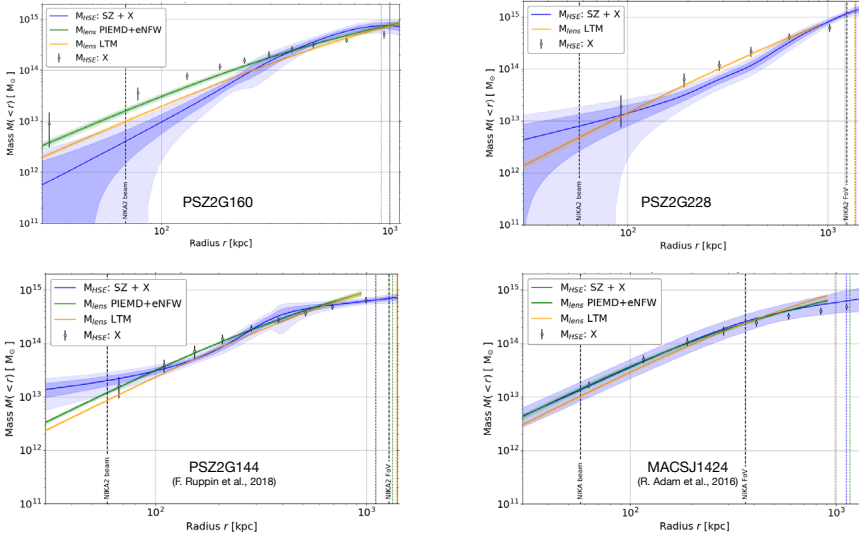 M_HSE: SZ + X
M_lens PIEMD+eNFW
M_lens LTM
M_HSE: X
Mass M(<r) [ M⊙ ]
10^15
10^14
10^13
10^12
10^11
NIKA2 beam
PSZ2G160
10^2
10^3
Radius r [kpc]
M_HSE: SZ + X
M_lens LTM
M_HSE: X
Mass M(<r) [ M⊙ ]
10^15
10^14
10^13
10^12
10^11
NIKA2 beam
NIKA2 FoV
PSZ2G228
10^2
10^3
Radius r [kpc]
M_HSE: SZ + X
M_lens PIEMD+eNFW
M_lens LTM
M_HSE: X
Mass M(<r) [ M⊙ ]
10^15
10^14
10^13
10^12
10^11
NIKA2 beam
NIKA2 FoV
PSZ2G144
(F. Ruppin et al., 2018)
10^2
10^3
Radius r [kpc]
M_HSE: SZ + X
M_lens PIEMD+eNFW
M_lens LTM
M_HSE: X
Mass M(<r) [ M⊙ ]
10^15
10^14
10^13
10^12
10^11
NIKA2 beam
NIKA FoV
MACSJ1424
(R. Adam et al., 2016)
10^2
10^3
Radius r [kpc]